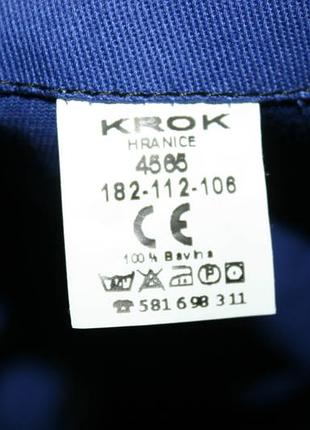 KROK
HRANICE
4565
182-112-106
CE
100 % Bavlna
P
☎ 581 698 311